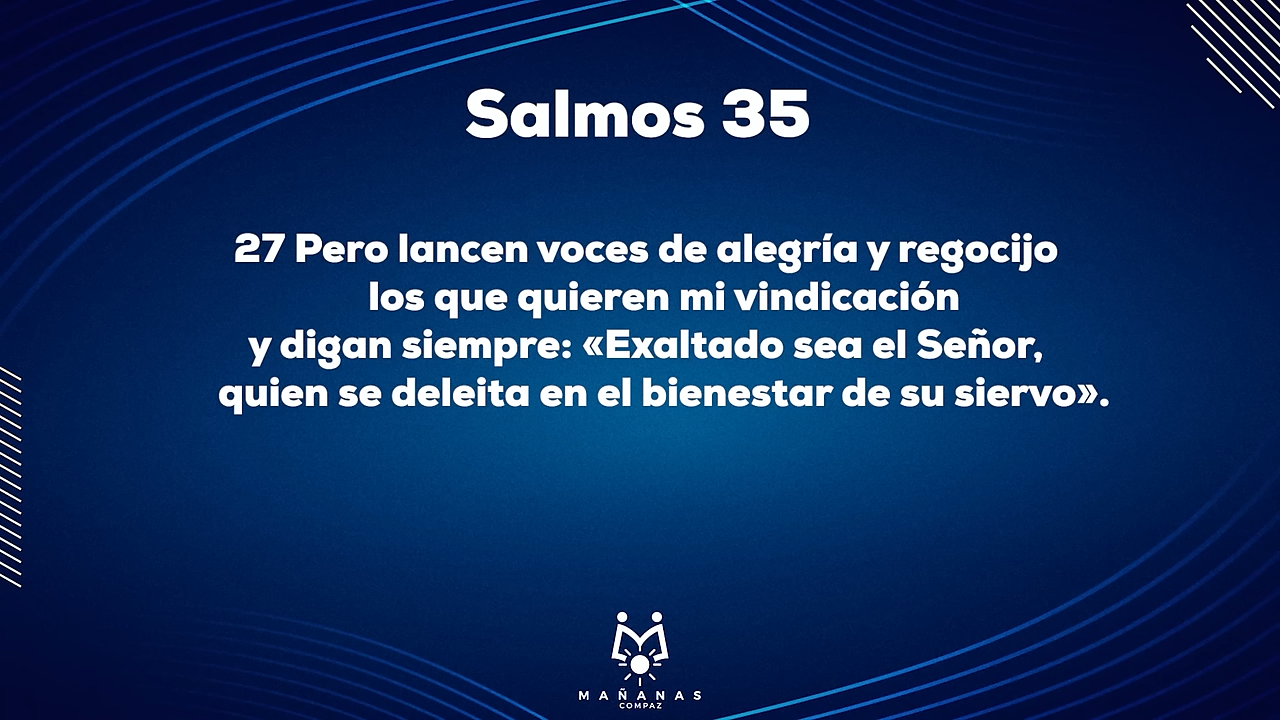 Salmos 35
27 Pero lancen voces de alegría y regocijo
los que quieren mi vindicación
y digan siempre: «Exaltado sea el Señor,
quien se deleita en el bienestar de su siervo».
MAÑANAS
COMPAZ